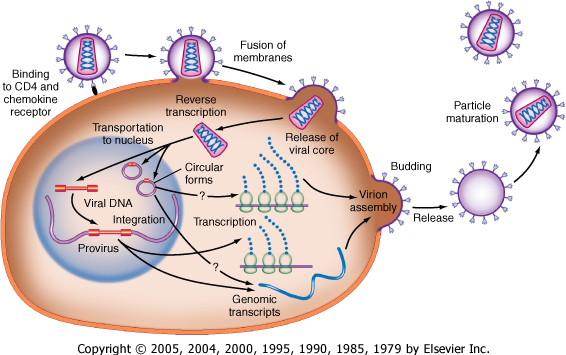 Binding
to CD4 and
chemokine
receptor
Fusion of
membranes
Reverse
transcription
Release of
viral core
Transportation
to nucleus
Circular
forms
Viral DNA
Integration
Provirus
?
Transcription
?
Genomic
transcripts
Virion
assembly
Budding
Release
Particle
maturation
Copyright © 2005, 2004, 2000, 1995, 1990, 1985, 1979 by Elsevier Inc.